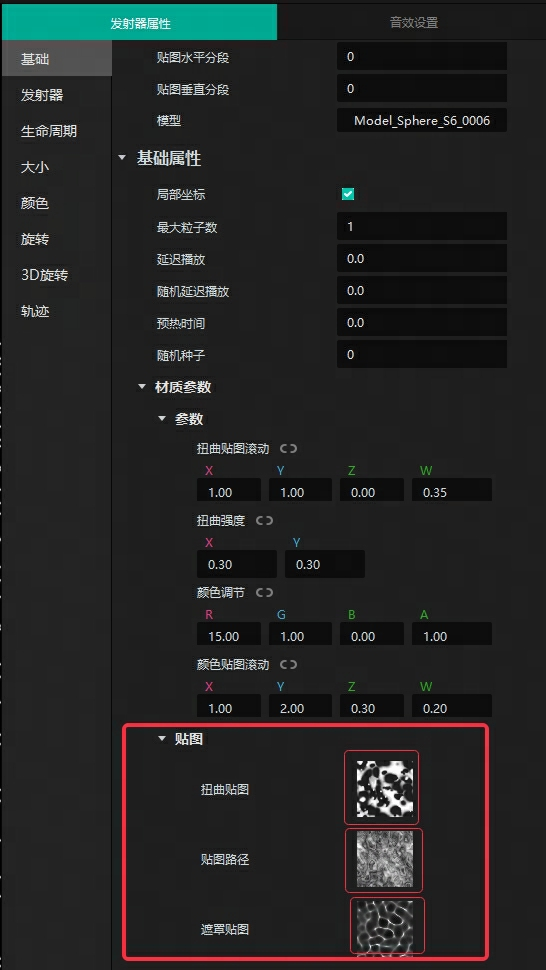 发射器属性 音效设置
基础
发射器
生命周期
大小
颜色
旋转
3D旋转
轨迹
贴图水平分段 0
贴图垂直分段 0
模型 Model_Sphere_S6_0006
基础属性
局部坐标
最大粒子数 1
延迟播放 0.0
随机延迟播放 0.0
预热时间 0.0
随机种子 0
材质参数
参数
扭曲贴图滚动
X Y Z W
1.00 1.00 0.00 0.35
扭曲强度
X Y
0.30 0.30
颜色调节
R G B A
15.00 1.00 0.00 1.00
颜色贴图滚动
X Y Z W
1.00 2.00 0.30 0.20
贴图
扭曲贴图
贴图路径
遮罩贴图